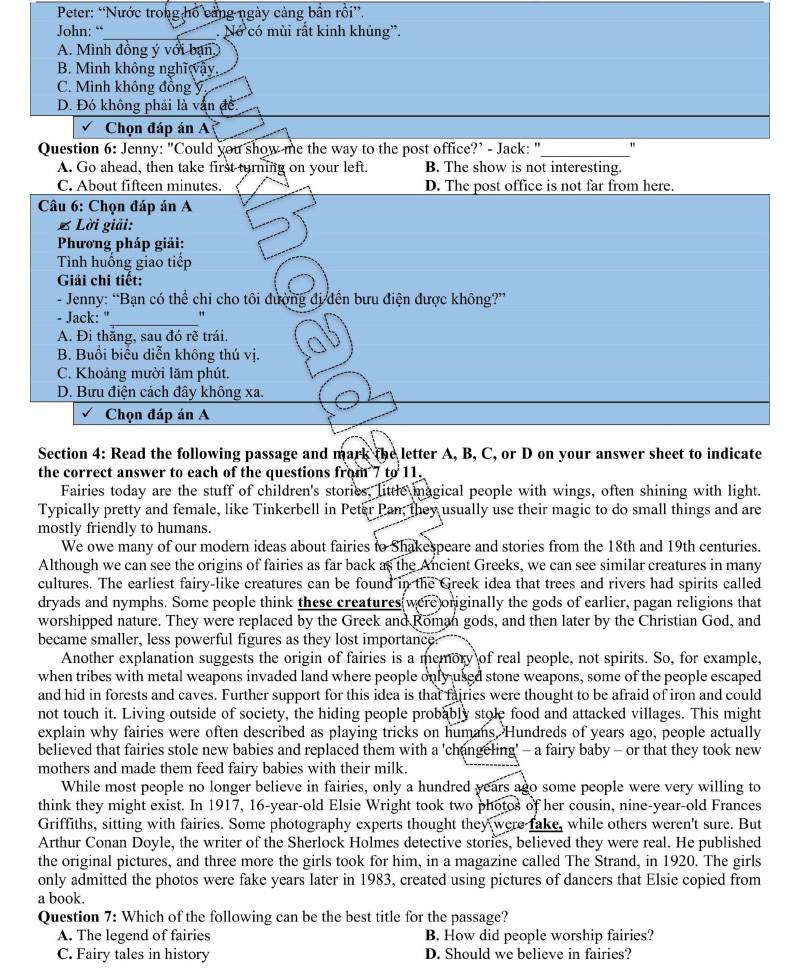 Peter: “Nước trong hồ càng ngày càng bẩn rồi”.
John: “____________. Nó có mùi rất kinh khủng”.
A. Mình đồng ý với bạn.
B. Mình không nghĩ vậy.
C. Mình không đồng ý.
D. Đó không phải là vấn đề.
✓ Chọn đáp án A
Question 6: Jenny: "Could you show me the way to the post office?’ - Jack: "__________"
A. Go ahead, then take first turning on your left. B. The show is not interesting.
C. About fifteen minutes. D. The post office is not far from here.
Câu 6: Chọn đáp án A
✍ Lời giải:
Phương pháp giải:
Tình huống giao tiếp
Giải chi tiết:
- Jenny: “Bạn có thể chỉ cho tôi đường đi đến bưu điện được không?”
- Jack: "__________"
A. Đi thẳng, sau đó rẽ trái.
B. Buổi biểu diễn không thú vị.
C. Khoảng mười lăm phút.
D. Bưu điện cách đây không xa.
✓ Chọn đáp án A
Section 4: Read the following passage and mark the letter A, B, C, or D on your answer sheet to indicate
the correct answer to each of the questions from 7 to 11.
Fairies today are the stuff of children's stories, little magical people with wings, often shining with light.
Typically pretty and female, like Tinkerbell in Peter Pan, they usually use their magic to do small things and are
mostly friendly to humans.
We owe many of our modern ideas about fairies to Shakespeare and stories from the 18th and 19th centuries.
Although we can see the origins of fairies as far back as the Ancient Greeks, we can see similar creatures in many
cultures. The earliest fairy-like creatures can be found in the Greek idea that trees and rivers had spirits called
dryads and nymphs. Some people think these creatures were originally the gods of earlier, pagan religions that
worshipped nature. They were replaced by the Greek and Roman gods, and then later by the Christian God, and
became smaller, less powerful figures as they lost importance.
Another explanation suggests the origin of fairies is a memory of real people, not spirits. So, for example,
when tribes with metal weapons invaded land where people only used stone weapons, some of the people escaped
and hid in forests and caves. Further support for this idea is that fairies were thought to be afraid of iron and could
not touch it. Living outside of society, the hiding people probably stole food and attacked villages. This might
explain why fairies were often described as playing tricks on humans. Hundreds of years ago, people actually
believed that fairies stole new babies and replaced them with a 'changeling' – a fairy baby – or that they took new
mothers and made them feed fairy babies with their milk.
While most people no longer believe in fairies, only a hundred years ago some people were very willing to
think they might exist. In 1917, 16-year-old Elsie Wright took two photos of her cousin, nine-year-old Frances
Griffiths, sitting with fairies. Some photography experts thought they were fake, while others weren't sure. But
Arthur Conan Doyle, the writer of the Sherlock Holmes detective stories, believed they were real. He published
the original pictures, and three more the girls took for him, in a magazine called The Strand, in 1920. The girls
only admitted the photos were fake years later in 1983, created using pictures of dancers that Elsie copied from
a book.
Question 7: Which of the following can be the best title for the passage?
A. The legend of fairies B. How did people worship fairies?
C. Fairy tales in history D. Should we believe in fairies?